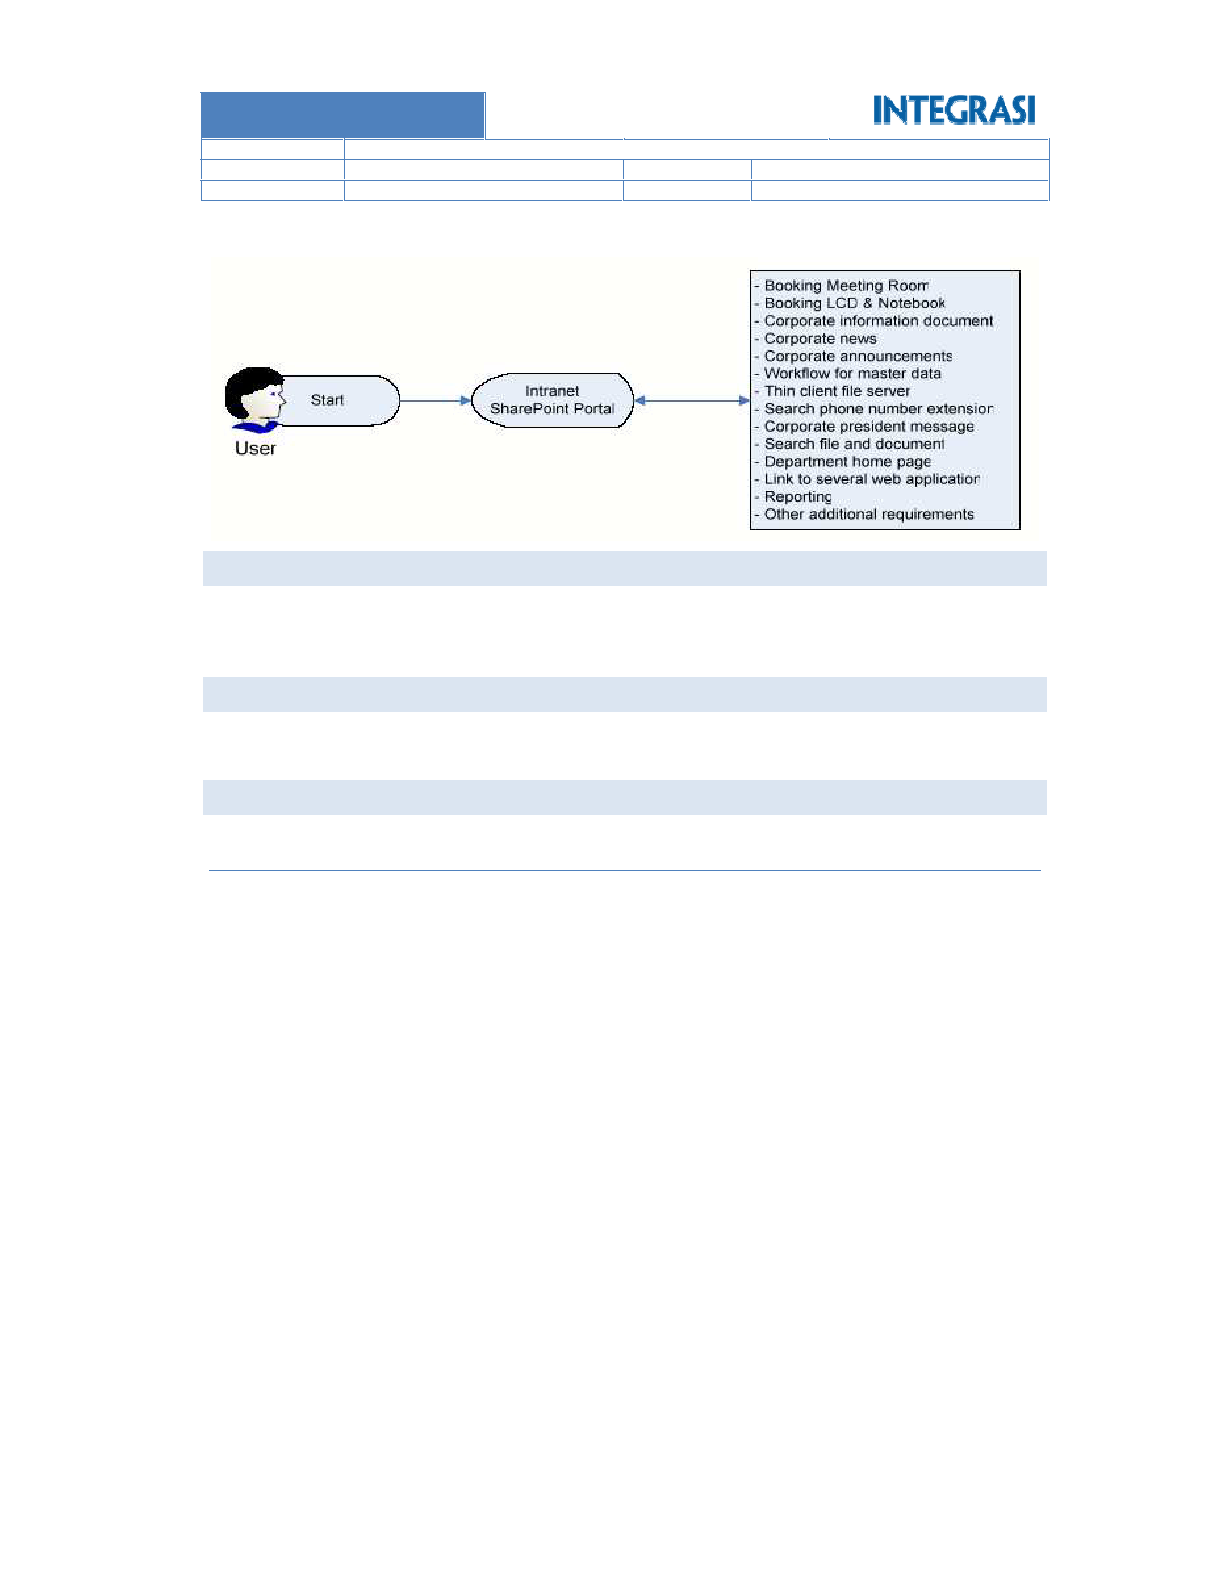 INTEGRASI
- Booking Meeting Room
- Booking LCD & Notebook
- Corporate information document
- Corporate news
- Corporate announcements
- Workflow for master data
- Thin client file server
- Search phone number extension
- Corporate president message
- Search file and document
- Department home page
- Link to several web application
- Reporting
- Other additional requirements
Start
Intranet
SharePoint Portal
User